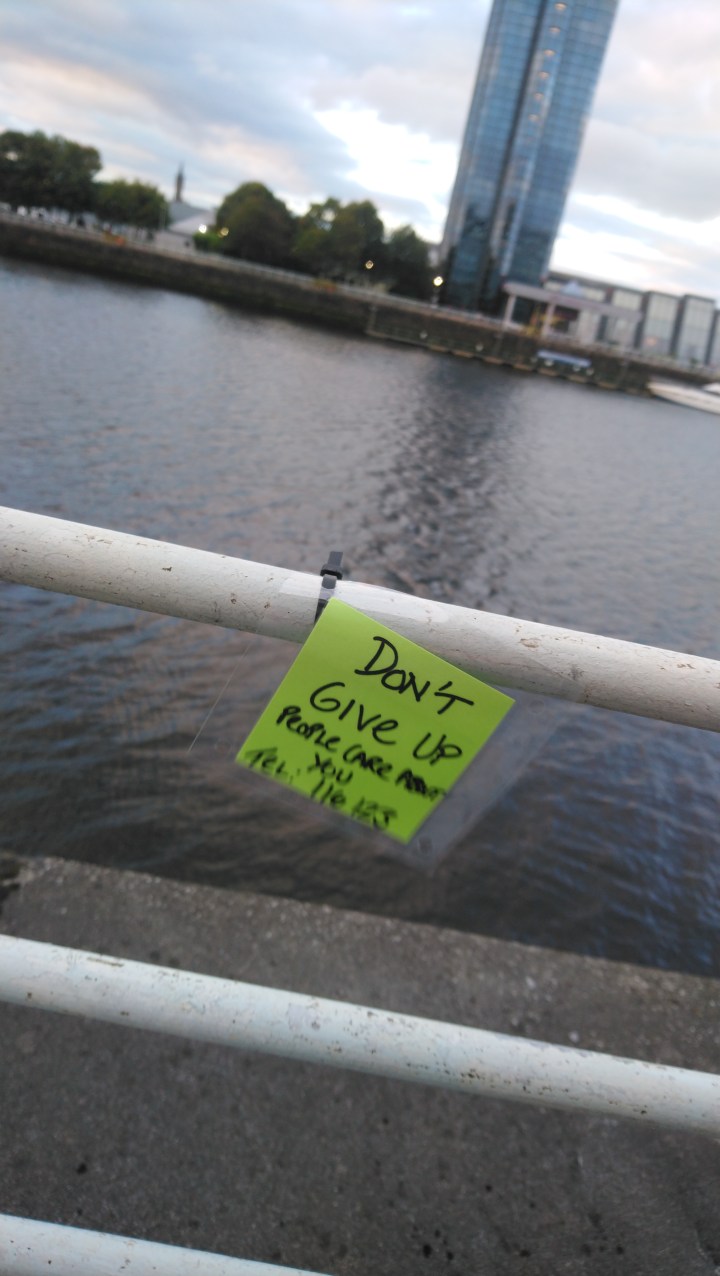 DON'T
GIVE UP
PEOPLE CARE ABOUT
YOU
TEL: 116 123